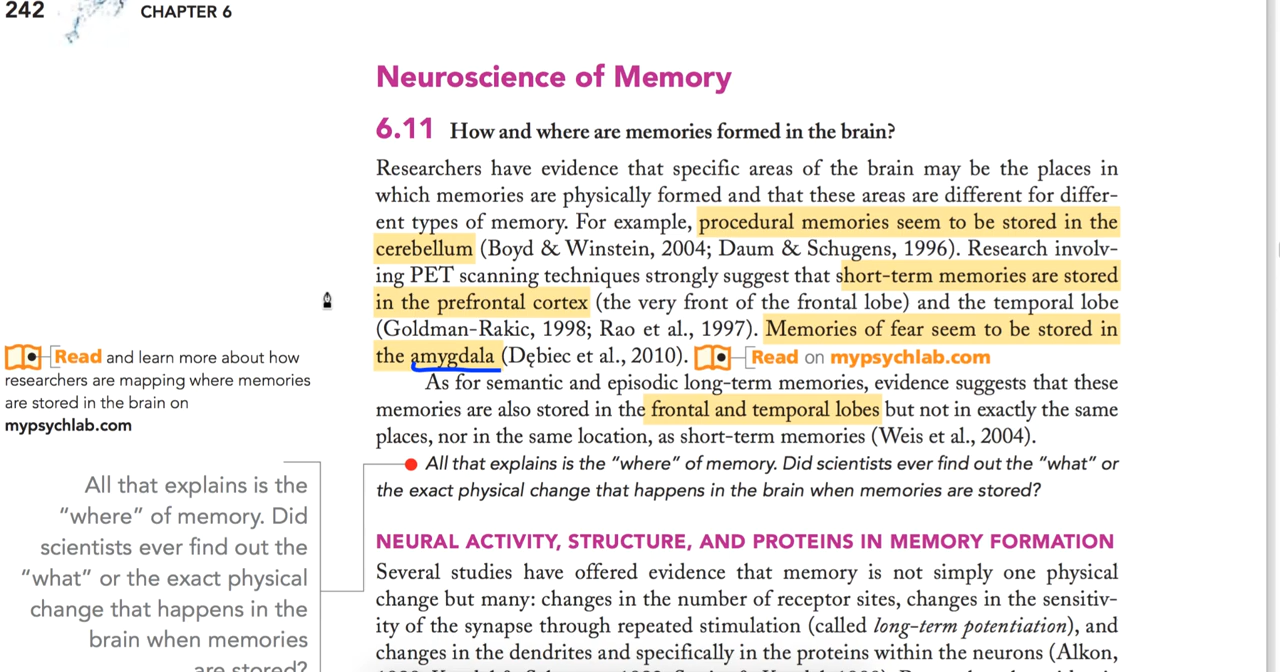 242
CHAPTER 6
Neuroscience of Memory
6.11 How and where are memories formed in the brain?
Researchers have evidence that specific areas of the brain may be the places in
which memories are physically formed and that these areas are different for differ-
ent types of memory. For example, procedural memories seem to be stored in the
cerebellum (Boyd & Winstein, 2004; Daum & Schugens, 1996). Research involv-
ing PET scanning techniques strongly suggest that short-term memories are stored
in the prefrontal cortex (the very front of the frontal lobe) and the temporal lobe
(Goldman-Rakic, 1998; Rao et al., 1997). Memories of fear seem to be stored in
the amygdala (Dębiec et al., 2010). Read on mypsychlab.com
As for semantic and episodic long-term memories, evidence suggests that these
memories are also stored in the frontal and temporal lobes but not in exactly the same
places, nor in the same location, as short-term memories (Weis et al., 2004).
All that explains is the “where” of memory. Did scientists ever find out the “what” or
the exact physical change that happens in the brain when memories are stored?
NEURAL ACTIVITY, STRUCTURE, AND PROTEINS IN MEMORY FORMATION
Several studies have offered evidence that memory is not simply one physical
change but many: changes in the number of receptor sites, changes in the sensitiv-
ity of the synapse through repeated stimulation (called long-term potentiation), and
changes in the dendrites and specifically in the proteins within the neurons (Alkon,
Read and learn more about how
researchers are mapping where memories
are stored in the brain on
mypsychlab.com
All that explains is the
“where” of memory. Did
scientists ever find out the
“what” or the exact physical
change that happens in the
brain when memories
are stored?